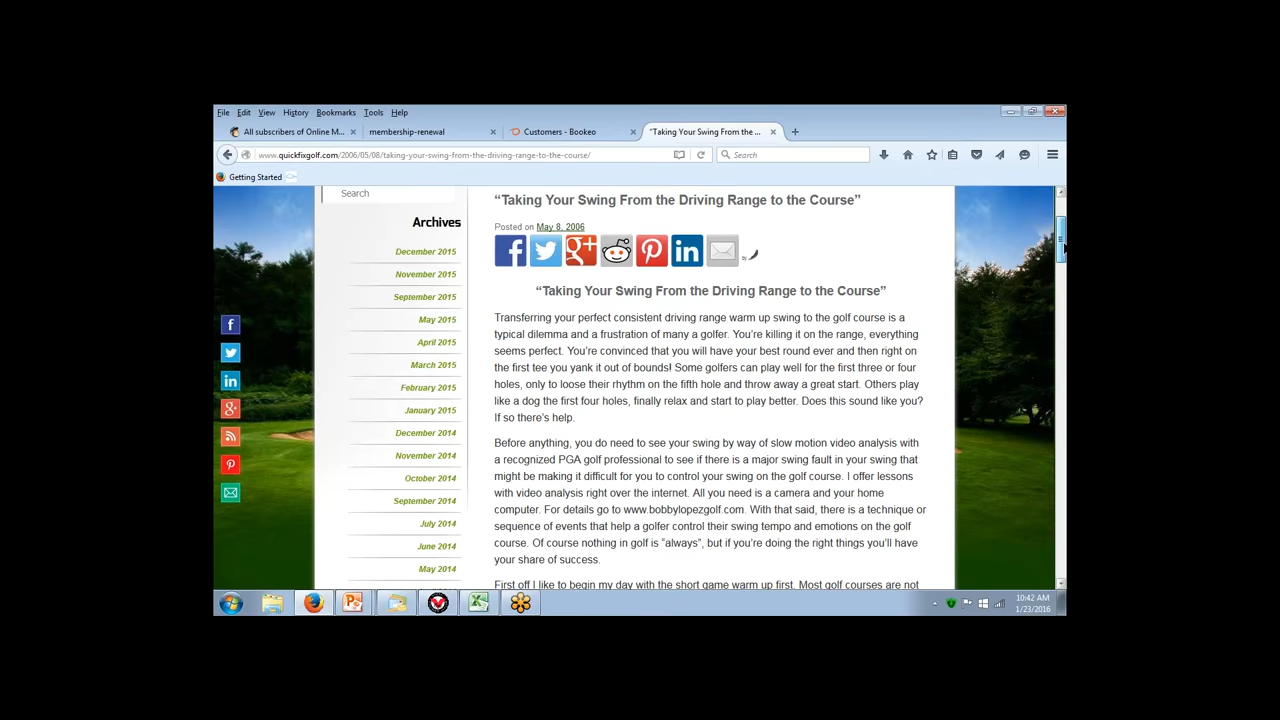 File Edit View History Bookmarks Tools Help
All subscribers of Online M... membership-renewal Customers - Bookeo "Taking Your Swing From the ...
www.quickfixgolf.com/2006/05/08/taking-your-swing-from-the-driving-range-to-the-course/ Search
Getting Started
Search
Archives
December 2015
November 2015
September 2015
May 2015
April 2015
March 2015
February 2015
January 2015
December 2014
November 2014
October 2014
September 2014
July 2014
June 2014
May 2014
“Taking Your Swing From the Driving Range to the Course”
Posted on May 8, 2006
by
“Taking Your Swing From the Driving Range to the Course”
Transferring your perfect consistent driving range warm up swing to the golf course is a
typical dilemma and a frustration of many a golfer. You’re killing it on the range, everything
seems perfect. You’re convinced that you will have your best round ever and then right on
the first tee you yank it out of bounds! Some golfers can play well for the first three or four
holes, only to loose their rhythm on the fifth hole and throw away a great start. Others play
like a dog the first four holes, finally relax and start to play better. Does this sound like you?
If so there’s help.
Before anything, you do need to see your swing by way of slow motion video analysis with
a recognized PGA golf professional to see if there is a major swing fault in your swing that
might be making it difficult for you to control your swing on the golf course. I offer lessons
with video analysis right over the internet. All you need is a camera and your home
computer. For details go to www.bobbylopezgolf.com. With that said, there is a technique or
sequence of events that help a golfer control their swing tempo and emotions on the golf
course. Of course nothing in golf is “always”, but if you’re doing the right things you’ll have
your share of success.
First off I like to begin my day with the short game warm up first. Most golf courses are not
10:42 AM
1/23/2016